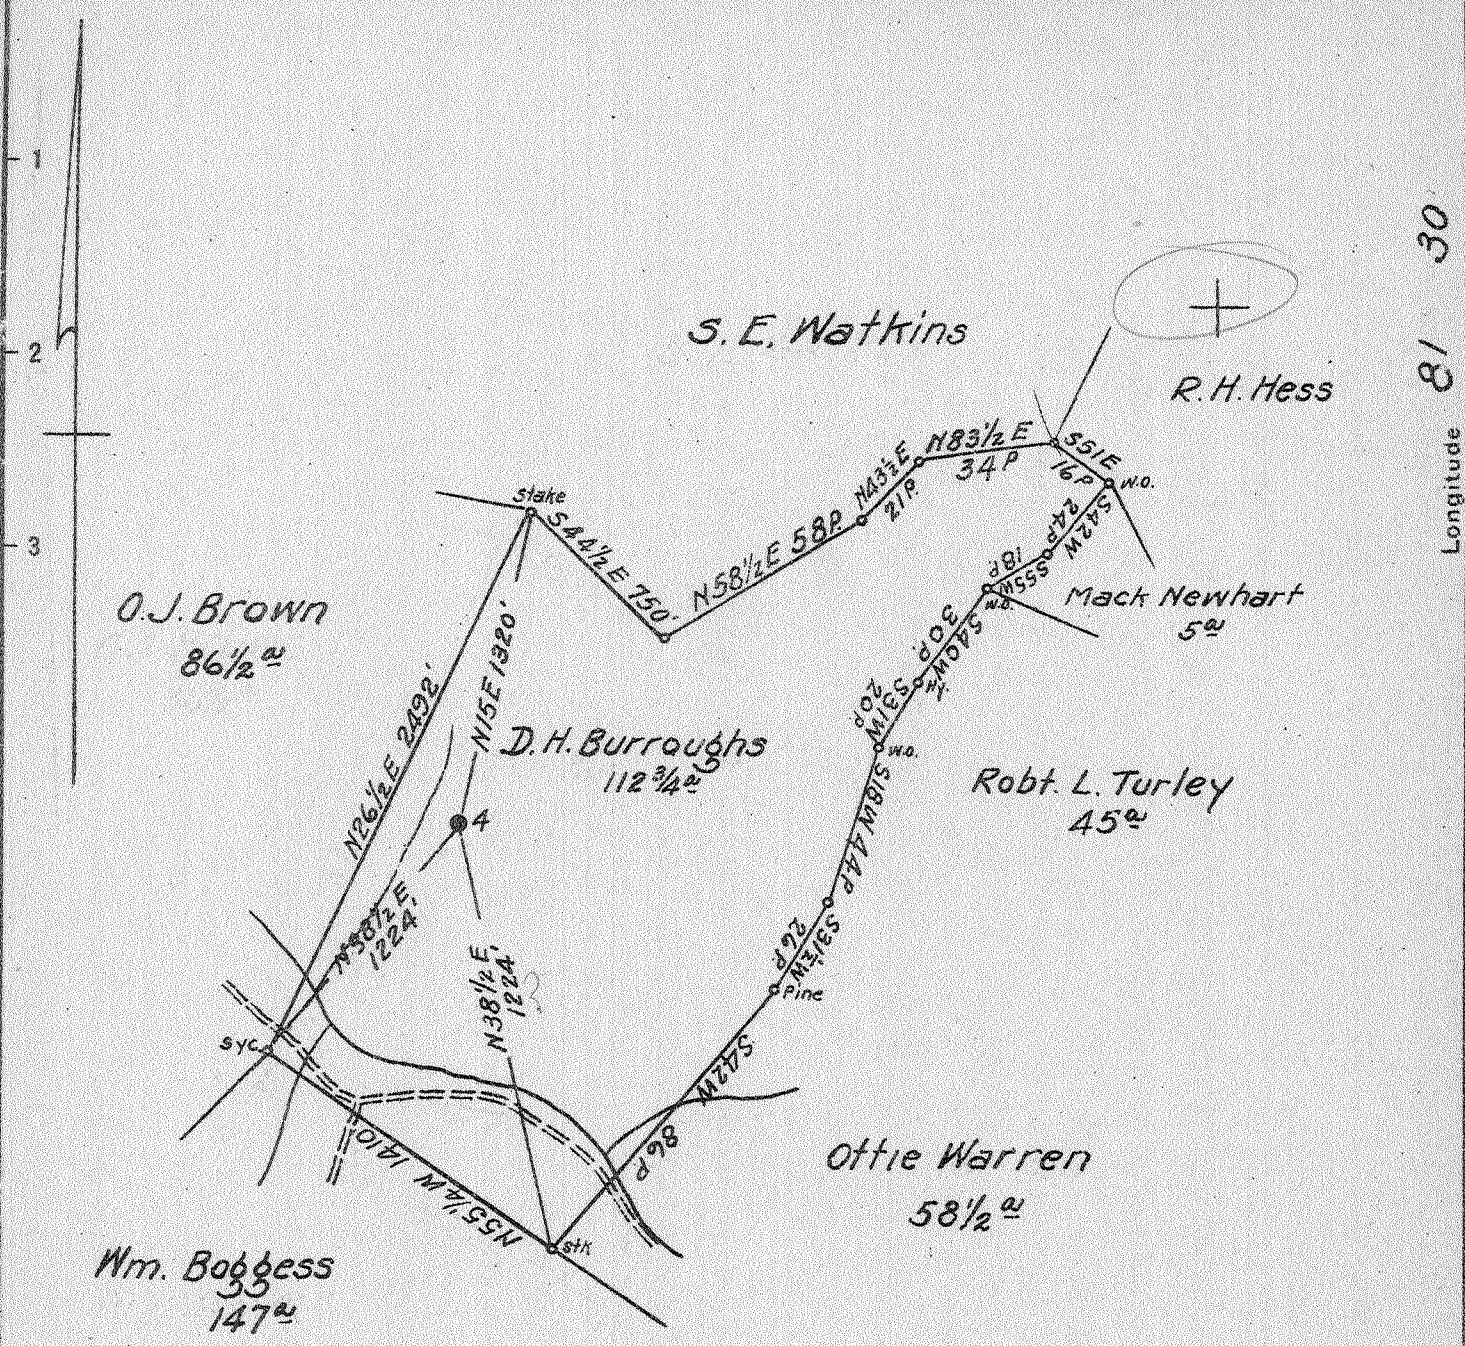 1
2
3
S. E. Watkins
R. H. Hess
Longitude 81 30
N83½E
34P
S51E
16P
W.O.
N43½E
21P.
Stake
S44½E 750'
N58½E 58P.
S42W
24P
S55W
18P.
W.O.
Mack Newhart
5a
O.J. Brown
86½a
S40W
30P.
Hy.
S31W
20P
W.O.
N15E 1320'
N26½E 2492'
D.H. Burroughs
112¾a
4
Robt. L. Turley
45a
S18W 44P
N38½E
1224'
S31½W
26P.
Pine
N38½E
1224'
Syc.
S42W
86P
N55¼W 1410
Stk
Ottie Warren
58½a
Wm. Boggess
147a